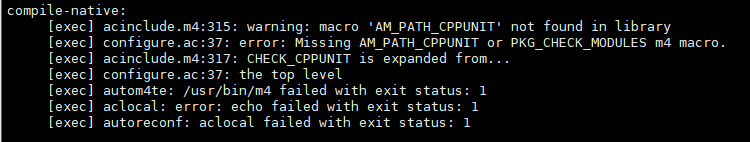 compile-native:
[exec] acinclude.m4:315: warning: macro 'AM_PATH_CPPUNIT' not found in library
[exec] configure.ac:37: error: Missing AM_PATH_CPPUNIT or PKG_CHECK_MODULES m4 macro.
[exec] acinclude.m4:317: CHECK_CPPUNIT is expanded from...
[exec] configure.ac:37: the top level
[exec] autom4te: /usr/bin/m4 failed with exit status: 1
[exec] aclocal: error: echo failed with exit status: 1
[exec] autoreconf: aclocal failed with exit status: 1